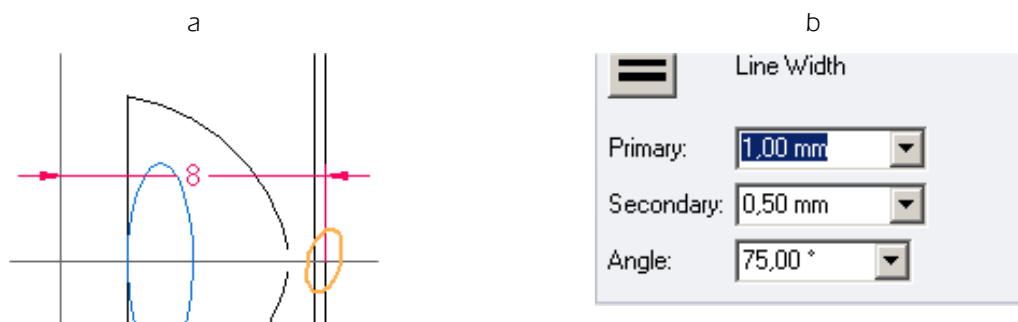 a
b
8
Line Width
Primary: 1,00 mm
Secondary: 0,50 mm
Angle: 75,00 °